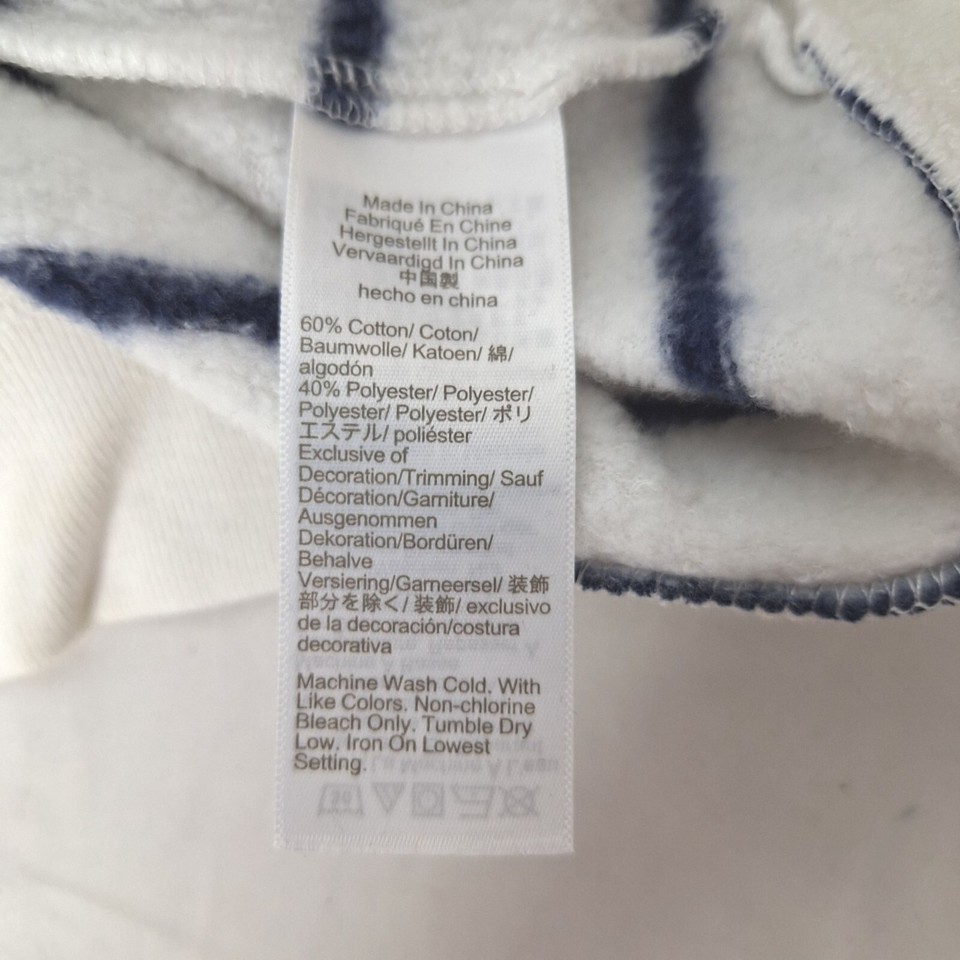 Made In China
Fabriqué En Chine
Hergestellt In China
Vervaardigd In China
中国製
hecho en china
60% Cotton/ Coton/
Baumwolle/ Katoen/ 綿/
algodón
40% Polyester/ Polyester/
Polyester/ Polyester/ ポリ
エステル/ poliéster
Exclusive of
Decoration/Trimming/ Sauf
Décoration/Garniture/
Ausgenommen
Dekoration/Bordüren/
Behalve
Versiering/Garneersel/ 装飾
部分を除く/ 装飾/ exclusivo
de la decoración/costura
decorativa
Machine Wash Cold. With
Like Colors. Non-chlorine
Bleach Only. Tumble Dry
Low. Iron On Lowest
Setting.